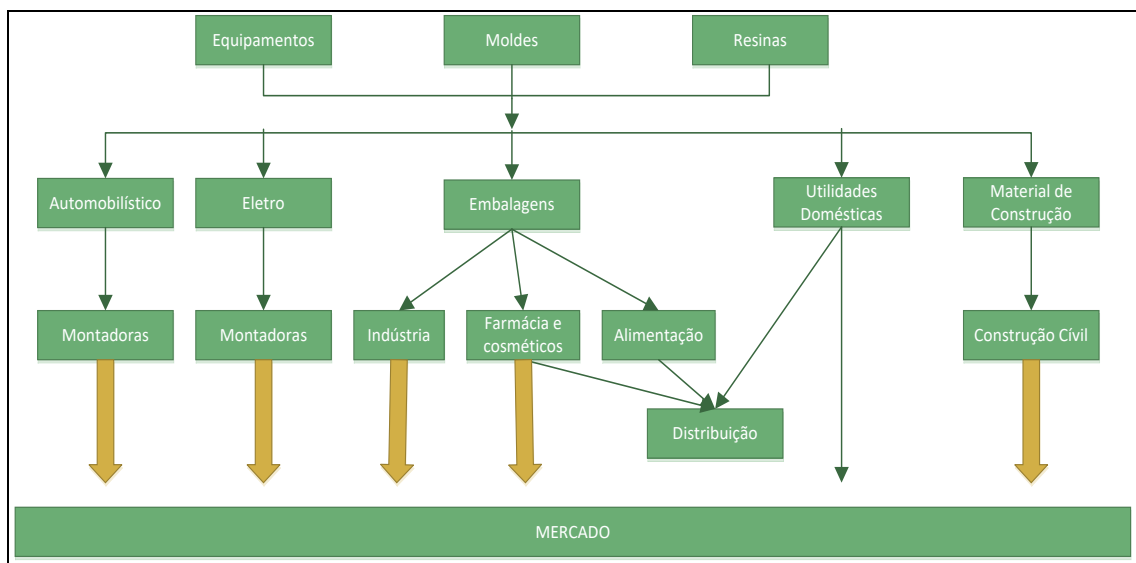 Equipamentos
Moldes
Resinas
Automobilístico
Eletro
Embalagens
Utilidades
Domésticas
Material de
Construção
Montadoras
Montadoras
Indústria
Farmácia e
cosméticos
Alimentação
Construção Cívil
Distribuição
MERCADO